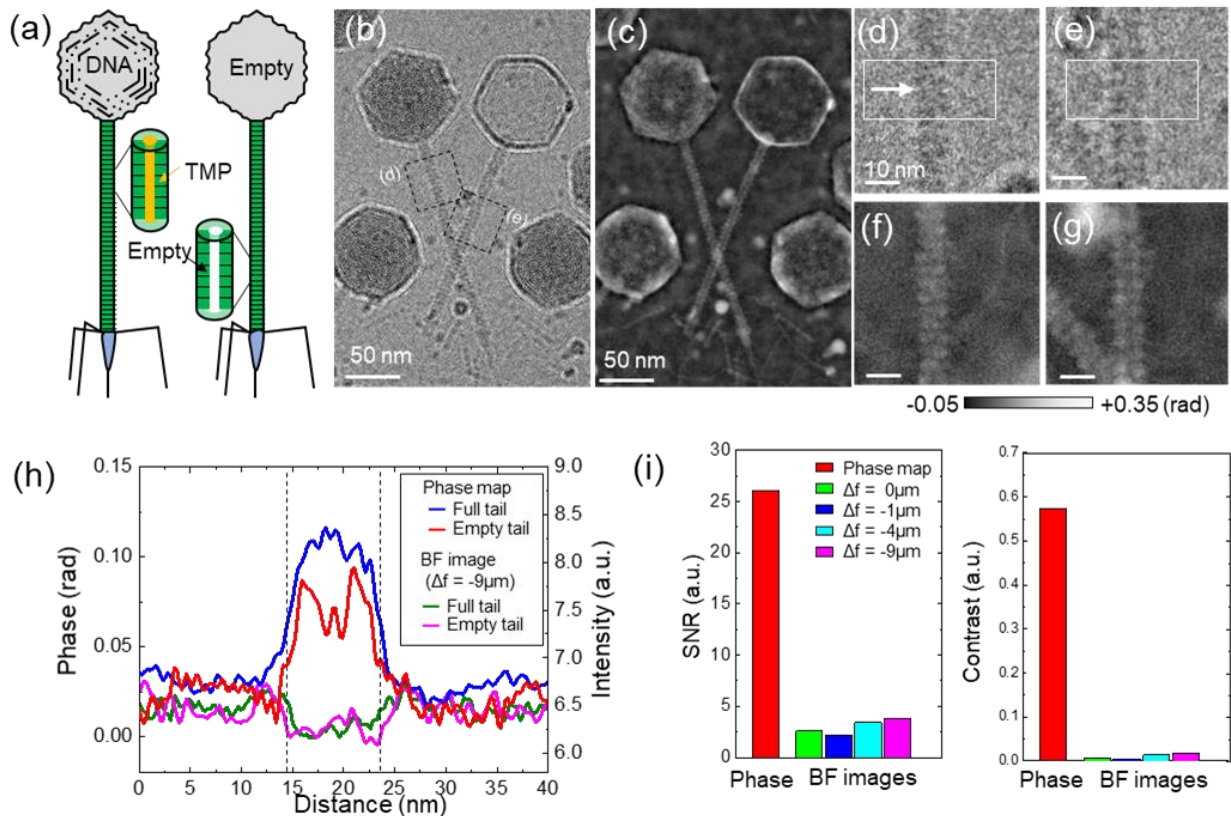 (a)
DNA
Empty
TMP
Empty
(b)
(d)
(e)
50 nm
(c)
50 nm
(d)
10 nm
(e)
(f)
(g)
-0.05
+0.35 (rad)
(h)
Phase (rad)
0.15
0.10
0.05
0.00
Phase map
Full tail
Empty tail
BF image
(Δf = -9μm)
Full tail
Empty tail
9.0
8.5
8.0
7.5
7.0
6.5
6.0
Intensity (a.u.)
0 5 10 15 20 25 30 35 40
Distance (nm)
(i)
SNR (a.u.)
30
25
20
15
10
5
0
Phase map
Δf = 0μm
Δf = -1μm
Δf = -4μm
Δf = -9μm
Phase BF images
Contrast (a.u.)
0.7
0.6
0.5
0.4
0.3
0.2
0.1
0.0
Phase BF images